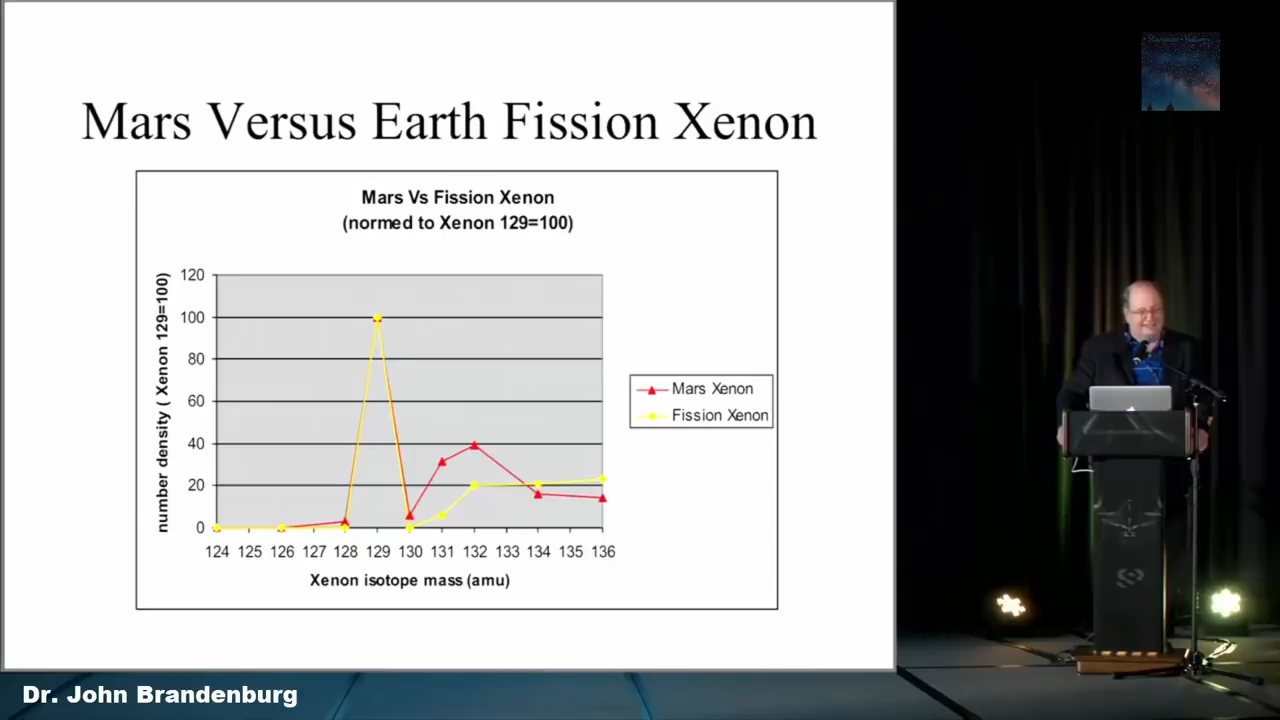 Mars Versus Earth Fission Xenon
Mars Vs Fission Xenon
(normed to Xenon 129=100)
number density ( Xenon 129=100)
120
100
80
60
40
20
0
124 125 126 127 128 129 130 131 132 133 134 135 136
Xenon isotope mass (amu)
Mars Xenon
Fission Xenon
Dr. John Brandenburg